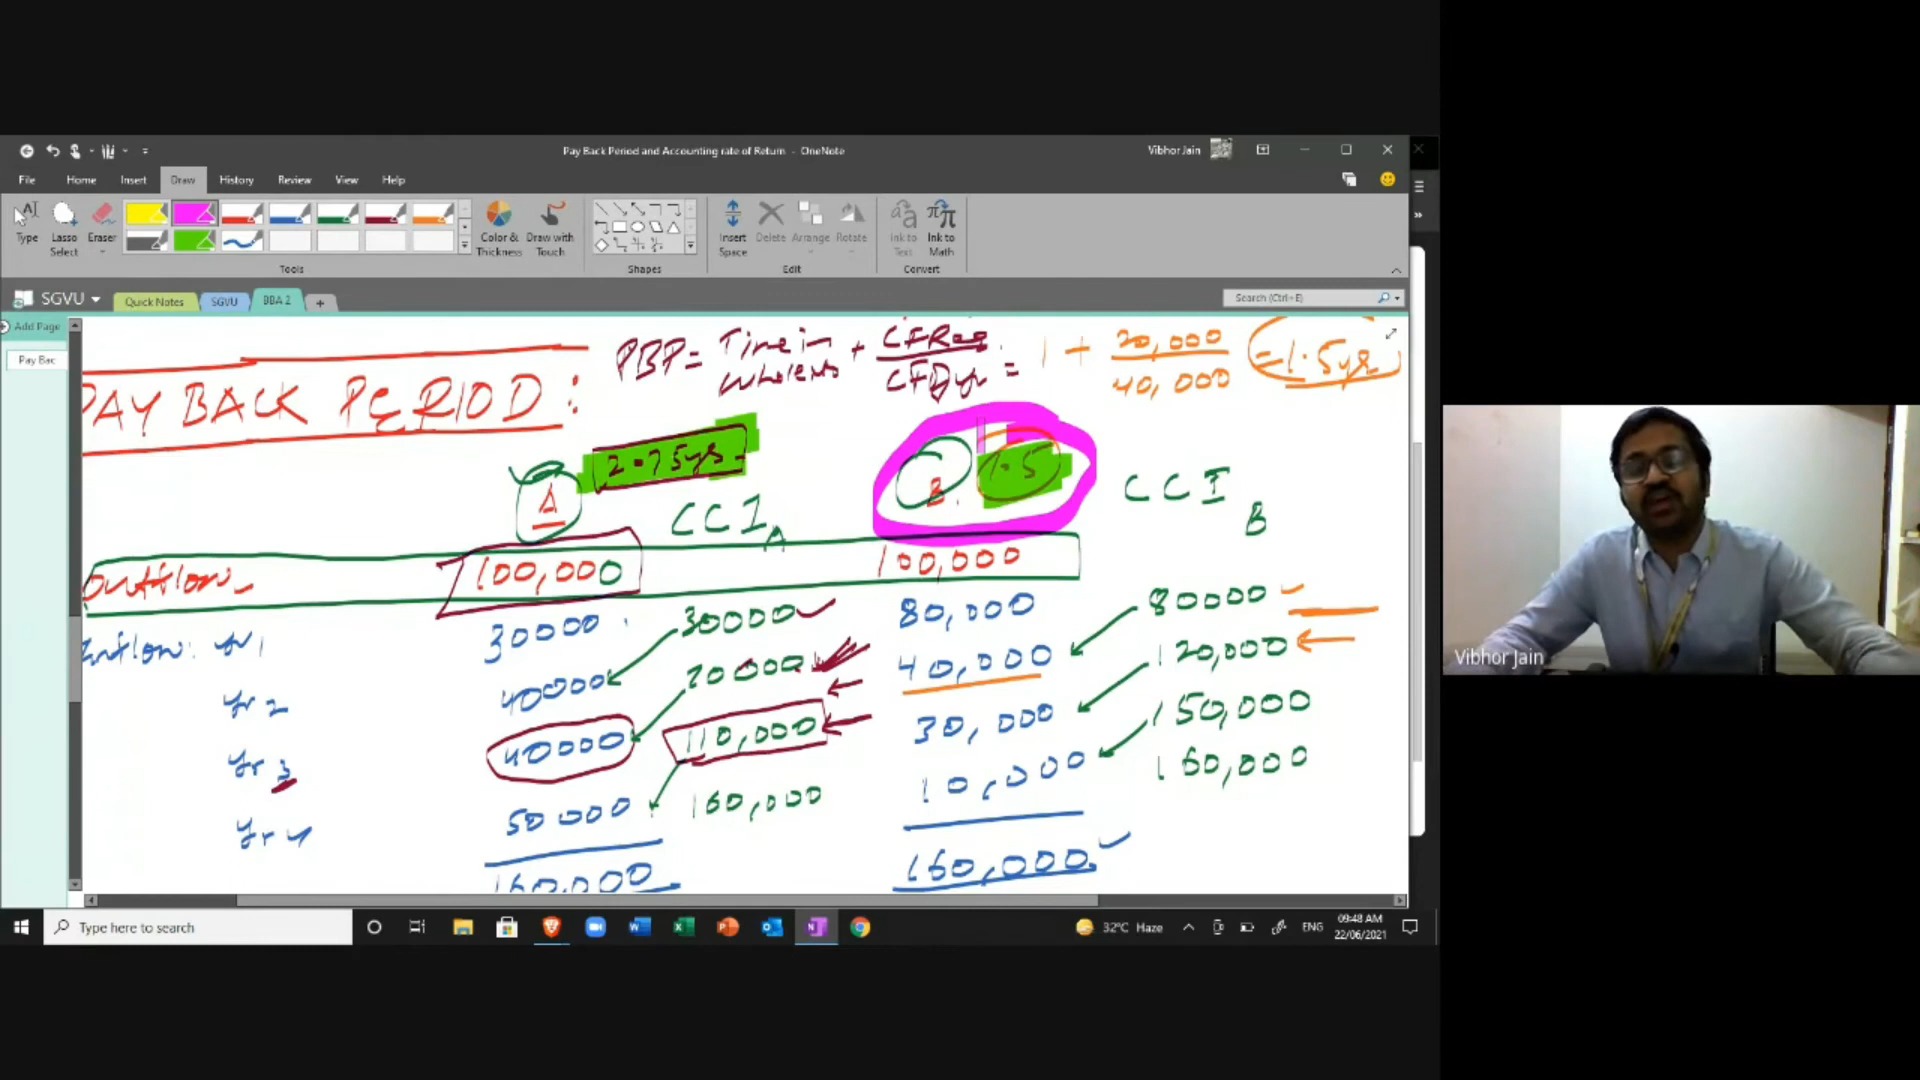 Pay Back Period and Accounting rate of Return - OneNote
Vibhor Jain
File Home Insert Draw History Review View Help
Type Lasso Select Eraser Color & Thickness Draw with Touch Insert Space Delete Arrange Rotate Ink to Text Ink to Math
Tools Shapes Edit Convert
SGVU Quick Notes SGVU BBA 2 + Search (Ctrl+E)
Add Page
Pay Bac
PBP = Time in + CFReq = 1 + 20,000 = 1.5yr
CFDyr 40,000
PAY BACK PERIOD :
A 2.75yrs B. 1.5
CCI A CCI B
Outflow 100,000 100,000
Inflow: yr 1 30000 30000 80,000 80000
yr 2 40000 70000 40,000 120,000
yr 3 40000 110,000 30,000 150,000
yr 4 50000 160,000 10,000 160,000
160,000 160,000
Vibhor Jain
Type here to search
32°C Haze ENG 09:48 AM
22/06/2021